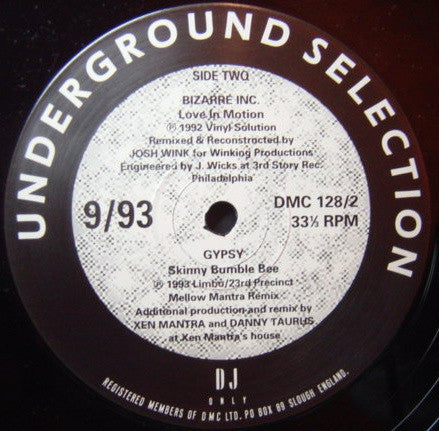 UNDERGROUND SELECTION
SIDE TWO
BIZARRE INC.
Love In Motion
℗ 1992 Vinyl Solution
Remixed & Reconstructed by
JOSH WINK for Winking Productions
Engineered by J. Wicks at 3rd Story Rec.
Philadelphia
9/93
DMC 128/2
33⅓ RPM
GYPSY
Skinny Bumble Bee
℗ 1993 Limbo/23rd Precinct
Mellow Mantra Remix
Additional production and remix by
XEN MANTRA and DANNY TAURUS
at Xen Mantra's house
DJ
ONLY
REGISTERED MEMBERS OF DMC LTD. PO BOX 89 SLOUGH ENGLAND.